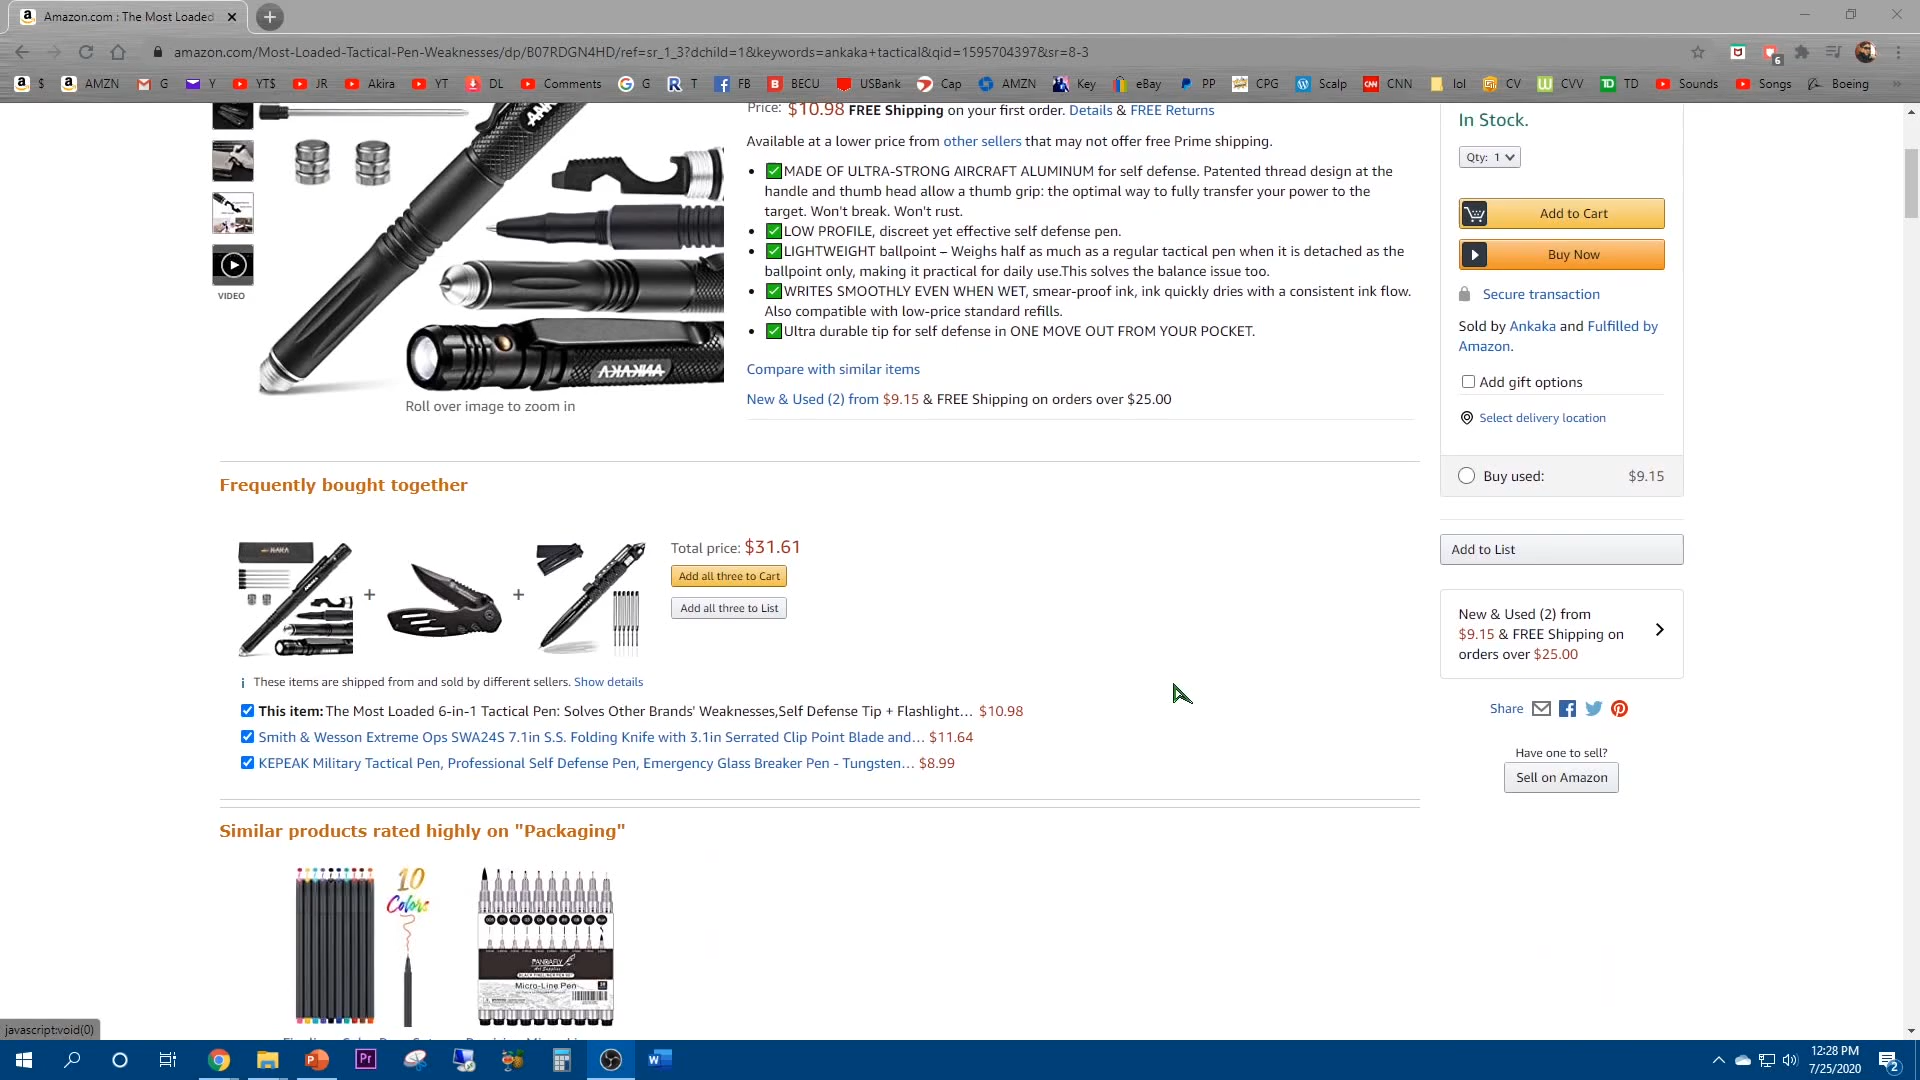 Amazon.com : The Most Loaded
amazon.com/Most-Loaded-Tactical-Pen-Weaknesses/dp/B07RDGN4HD/ref=sr_1_3?dchild=1&keywords=ankaka+tactical&qid=1595704397&sr=8-3
6
$ AMZN G Y YT$ JR Akira YT DL Comments G T FB BECU USBank Cap AMZN Key eBay PP CPG Scalp CNN lol CV CVV TD Sounds Songs Boeing »
Price: $10.98 FREE Shipping on your first order. Details & FREE Returns
Available at a lower price from other sellers that may not offer free Prime shipping.
• ✅MADE OF ULTRA-STRONG AIRCRAFT ALUMINUM for self defense. Patented thread design at the
handle and thumb head allow a thumb grip: the optimal way to fully transfer your power to the
target. Won't break. Won't rust.
• ✅LOW PROFILE, discreet yet effective self defense pen.
• ✅LIGHTWEIGHT ballpoint – Weighs half as much as a regular tactical pen when it is detached as the
ballpoint only, making it practical for daily use.This solves the balance issue too.
• ✅WRITES SMOOTHLY EVEN WHEN WET, smear-proof ink, ink quickly dries with a consistent ink flow.
Also compatible with low-price standard refills.
• ✅Ultra durable tip for self defense in ONE MOVE OUT FROM YOUR POCKET.
Compare with similar items
New & Used (2) from $9.15 & FREE Shipping on orders over $25.00
VIDEO
ANKAKA
Roll over image to zoom in
In Stock.
Qty: 1
Add to Cart
Buy Now
Secure transaction
Sold by Ankaka and Fulfilled by
Amazon.
Add gift options
Select delivery location
Buy used: $9.15
Add to List
New & Used (2) from
$9.15 & FREE Shipping on
orders over $25.00
Share
Have one to sell?
Sell on Amazon
Frequently bought together
+
+
Total price: $31.61
Add all three to Cart
Add all three to List
These items are shipped from and sold by different sellers. Show details
This item: The Most Loaded 6-in-1 Tactical Pen: Solves Other Brands' Weaknesses,Self Defense Tip + Flashlight… $10.98
Smith & Wesson Extreme Ops SWA24S 7.1in S.S. Folding Knife with 3.1in Serrated Clip Point Blade and… $11.64
KEPEAK Military Tactical Pen, Professional Self Defense Pen, Emergency Glass Breaker Pen - Tungsten… $8.99
Similar products rated highly on "Packaging"
10
Colors
Micro-Line Pen
javascript:void(0)
12:28 PM
7/25/2020
2